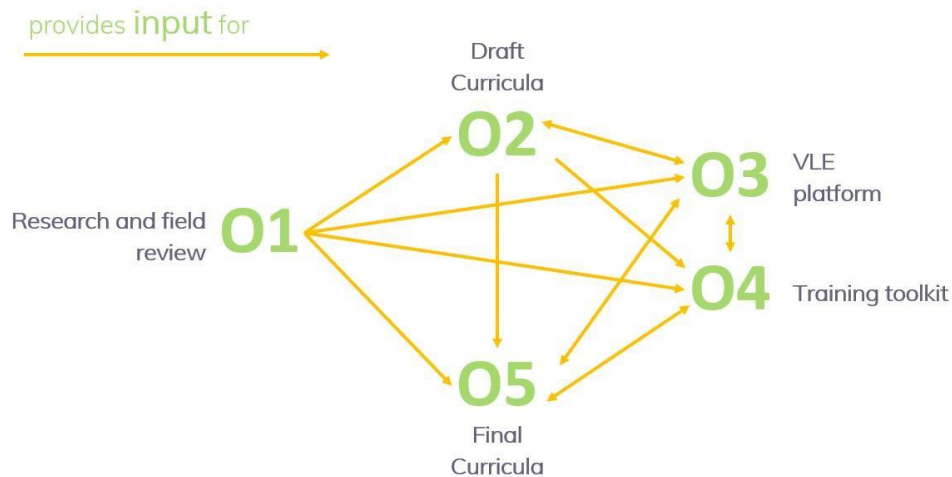 provides input for
Draft
Curricula
O2
O3
VLE
platform
Research and field
review
O1
O4
Training toolkit
O5
Final
Curricula